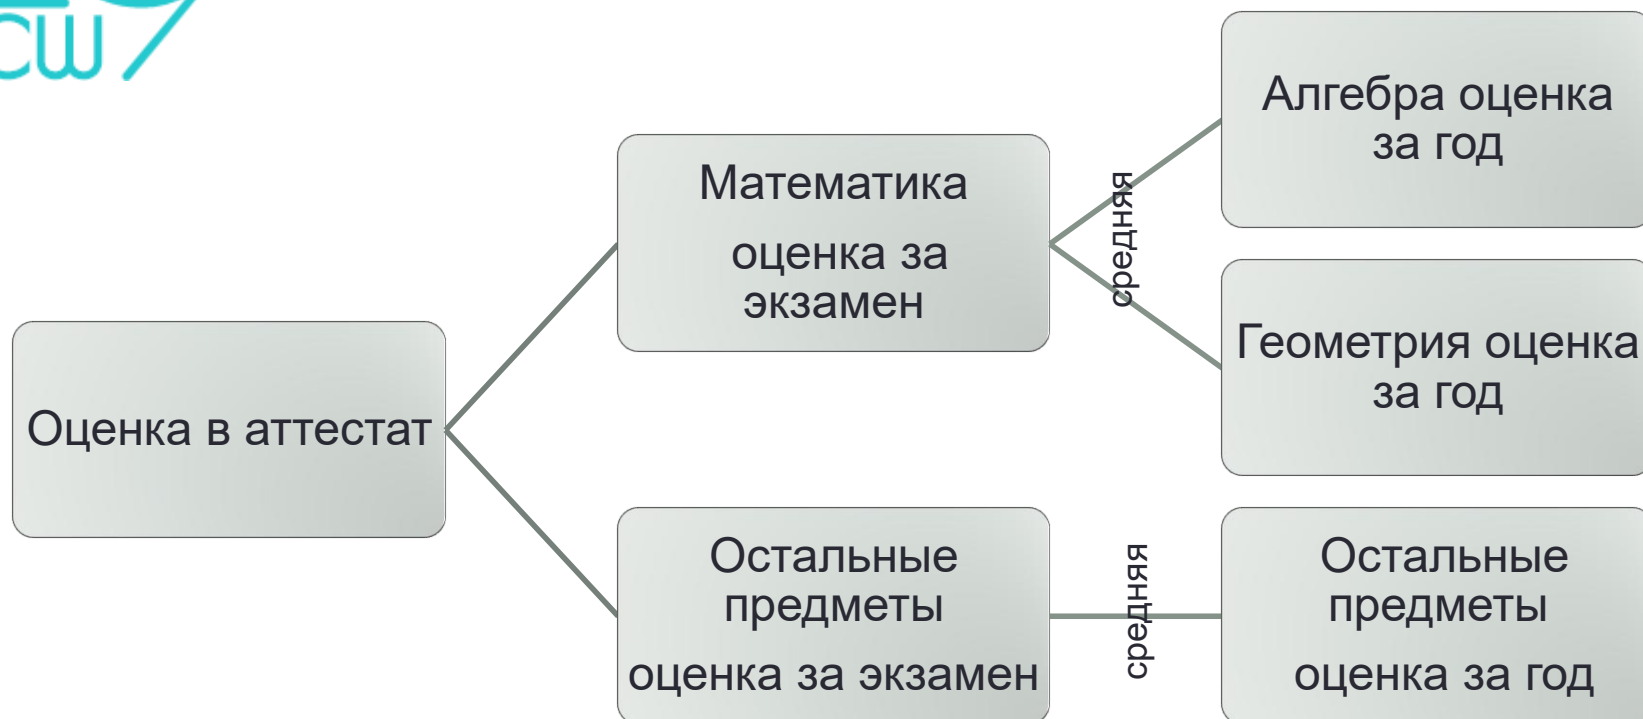 сш
Оценка в аттестат
Математика
оценка за
экзамен
средняя
Алгебра оценка
за год
Геометрия оценка
за год
Остальные
предметы
оценка за экзамен
средняя
Остальные
предметы
оценка за год